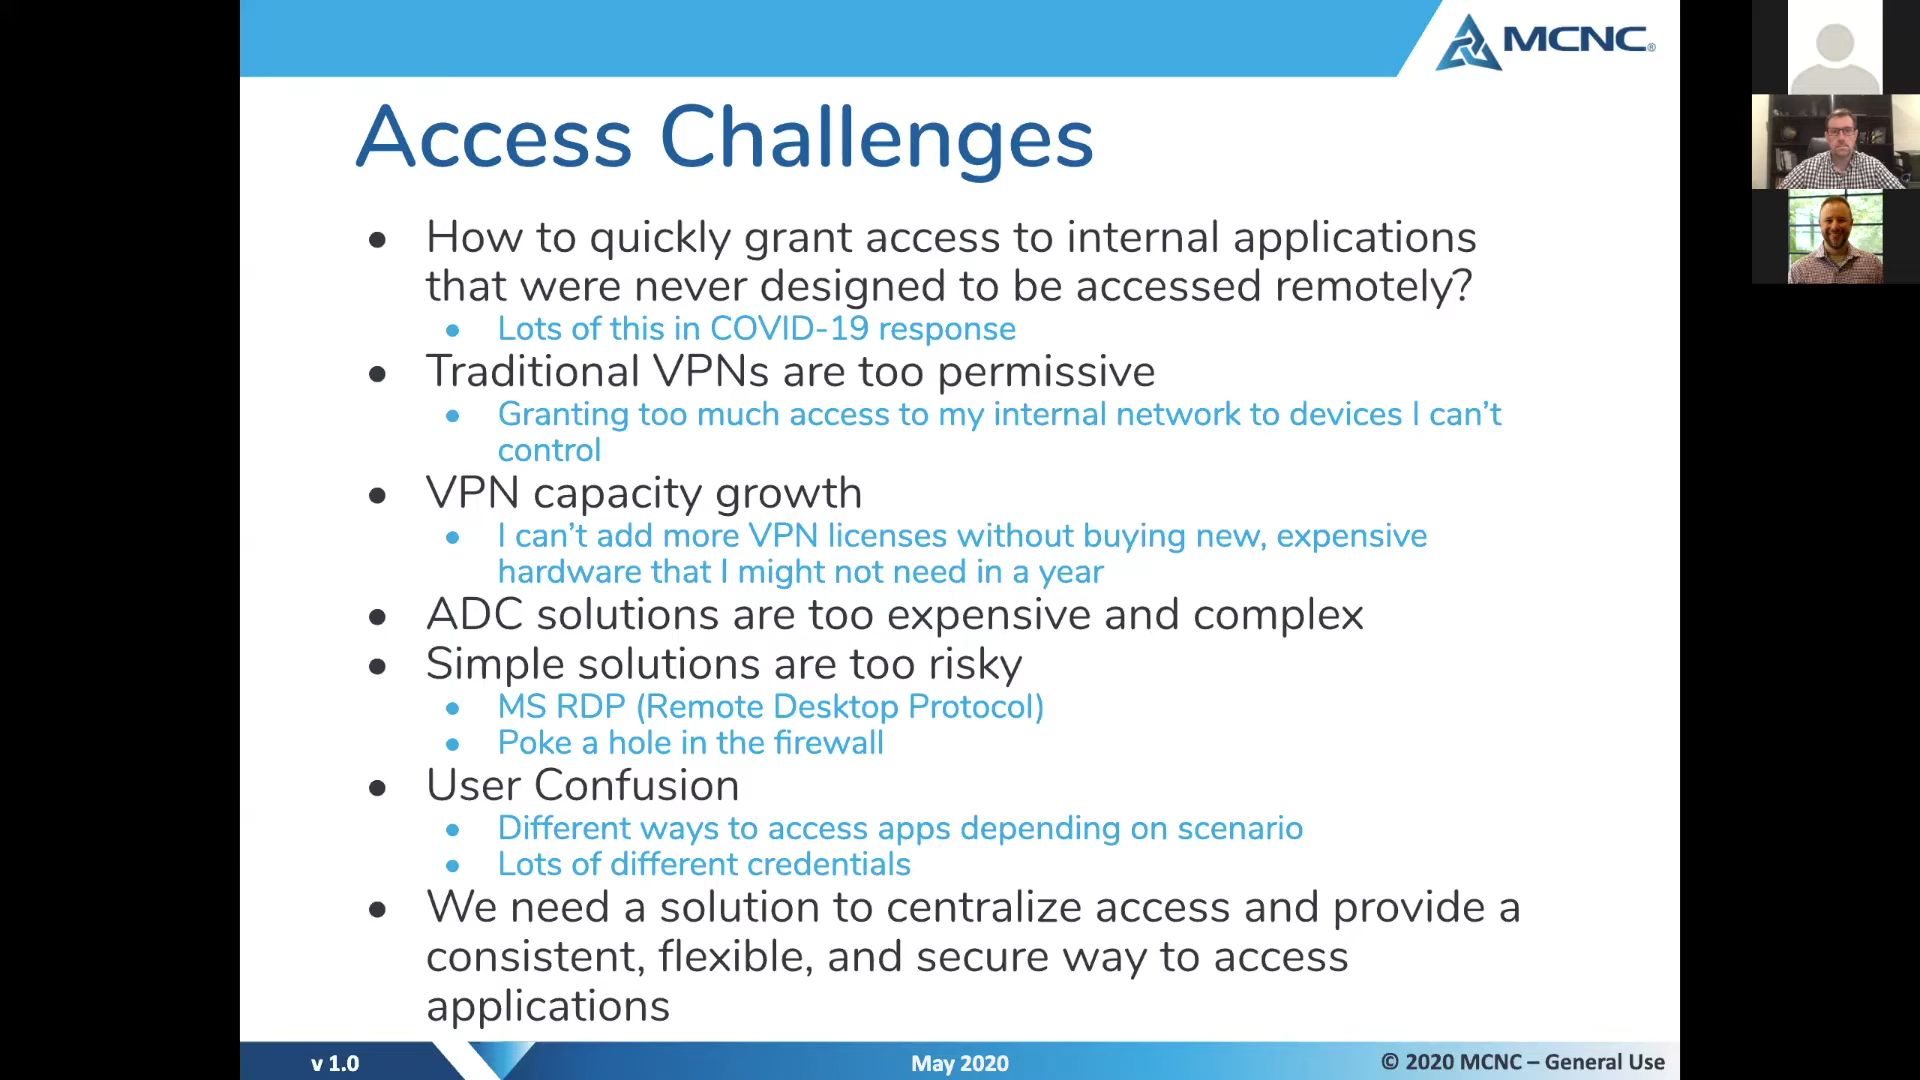 MCNC®
Access Challenges
• How to quickly grant access to internal applications
that were never designed to be accessed remotely?
• Lots of this in COVID-19 response
• Traditional VPNs are too permissive
• Granting too much access to my internal network to devices I can't
control
• VPN capacity growth
• I can't add more VPN licenses without buying new, expensive
hardware that I might not need in a year
• ADC solutions are too expensive and complex
• Simple solutions are too risky
• MS RDP (Remote Desktop Protocol)
• Poke a hole in the firewall
• User Confusion
• Different ways to access apps depending on scenario
• Lots of different credentials
• We need a solution to centralize access and provide a
consistent, flexible, and secure way to access
applications
v 1.0
May 2020
© 2020 MCNC – General Use